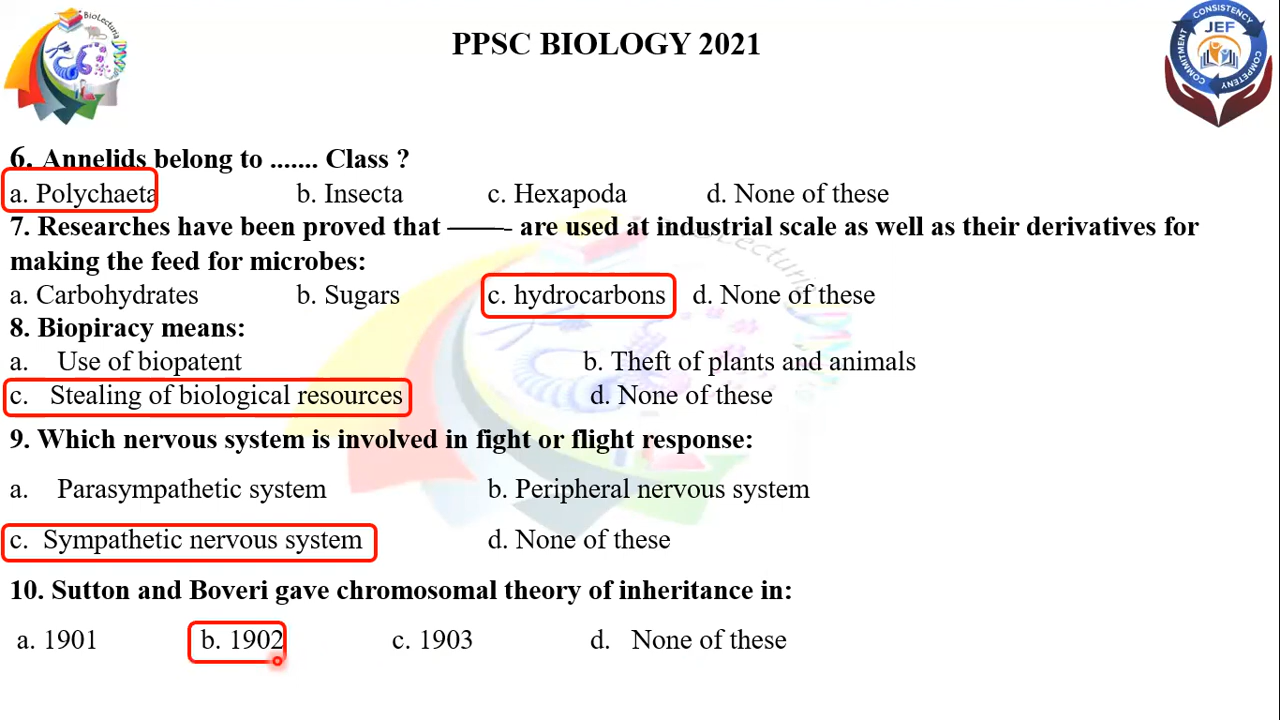 BioLectures
PPSC BIOLOGY 2021
CONSISTENCY
COMMITMENT
COMPETENY
JEF
6. Annelids belong to ....... Class ?
a. Polychaeta b. Insecta c. Hexapoda d. None of these
7. Researches have been proved that ——- are used at industrial scale as well as their derivatives for
making the feed for microbes:
a. Carbohydrates b. Sugars c. hydrocarbons d. None of these
8. Biopiracy means:
a. Use of biopatent b. Theft of plants and animals
c. Stealing of biological resources d. None of these
9. Which nervous system is involved in fight or flight response:
a. Parasympathetic system b. Peripheral nervous system
c. Sympathetic nervous system d. None of these
10. Sutton and Boveri gave chromosomal theory of inheritance in:
a. 1901 b. 1902 c. 1903 d. None of these